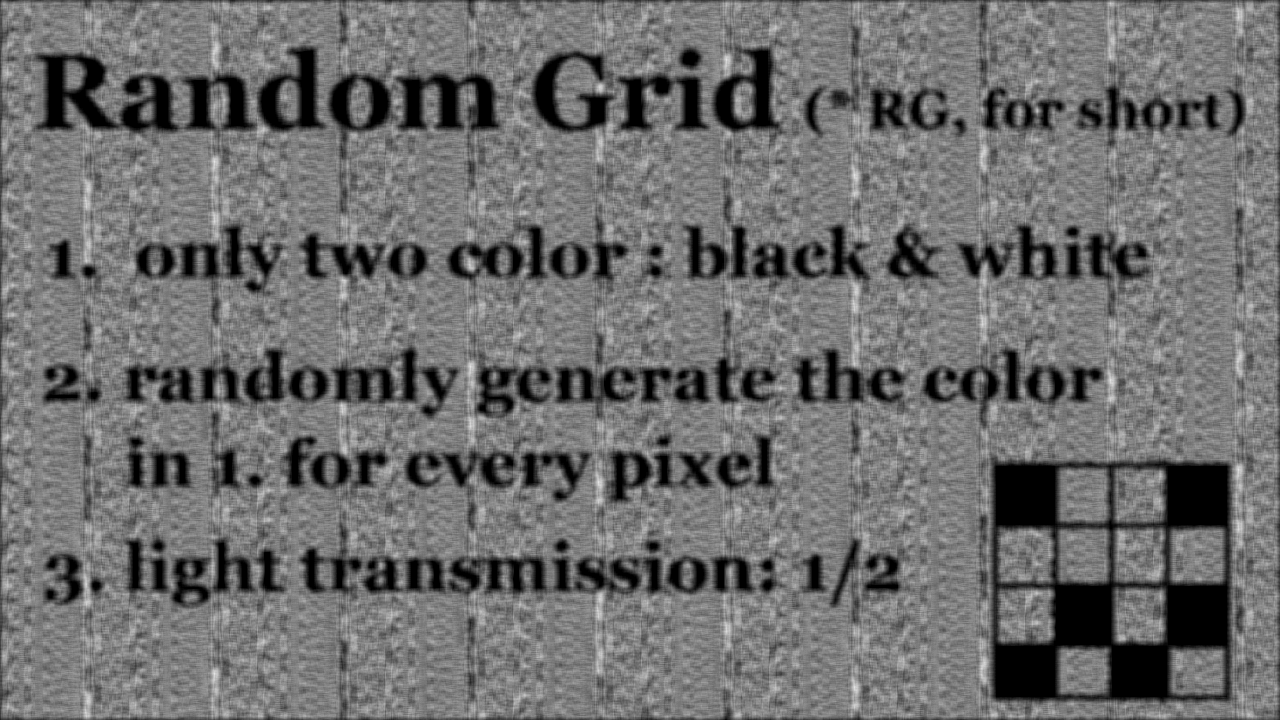 Random Grid (* RG, for short)
1. only two color : black & white
2. randomly generate the color
in 1. for every pixel
3. light transmission: 1/2